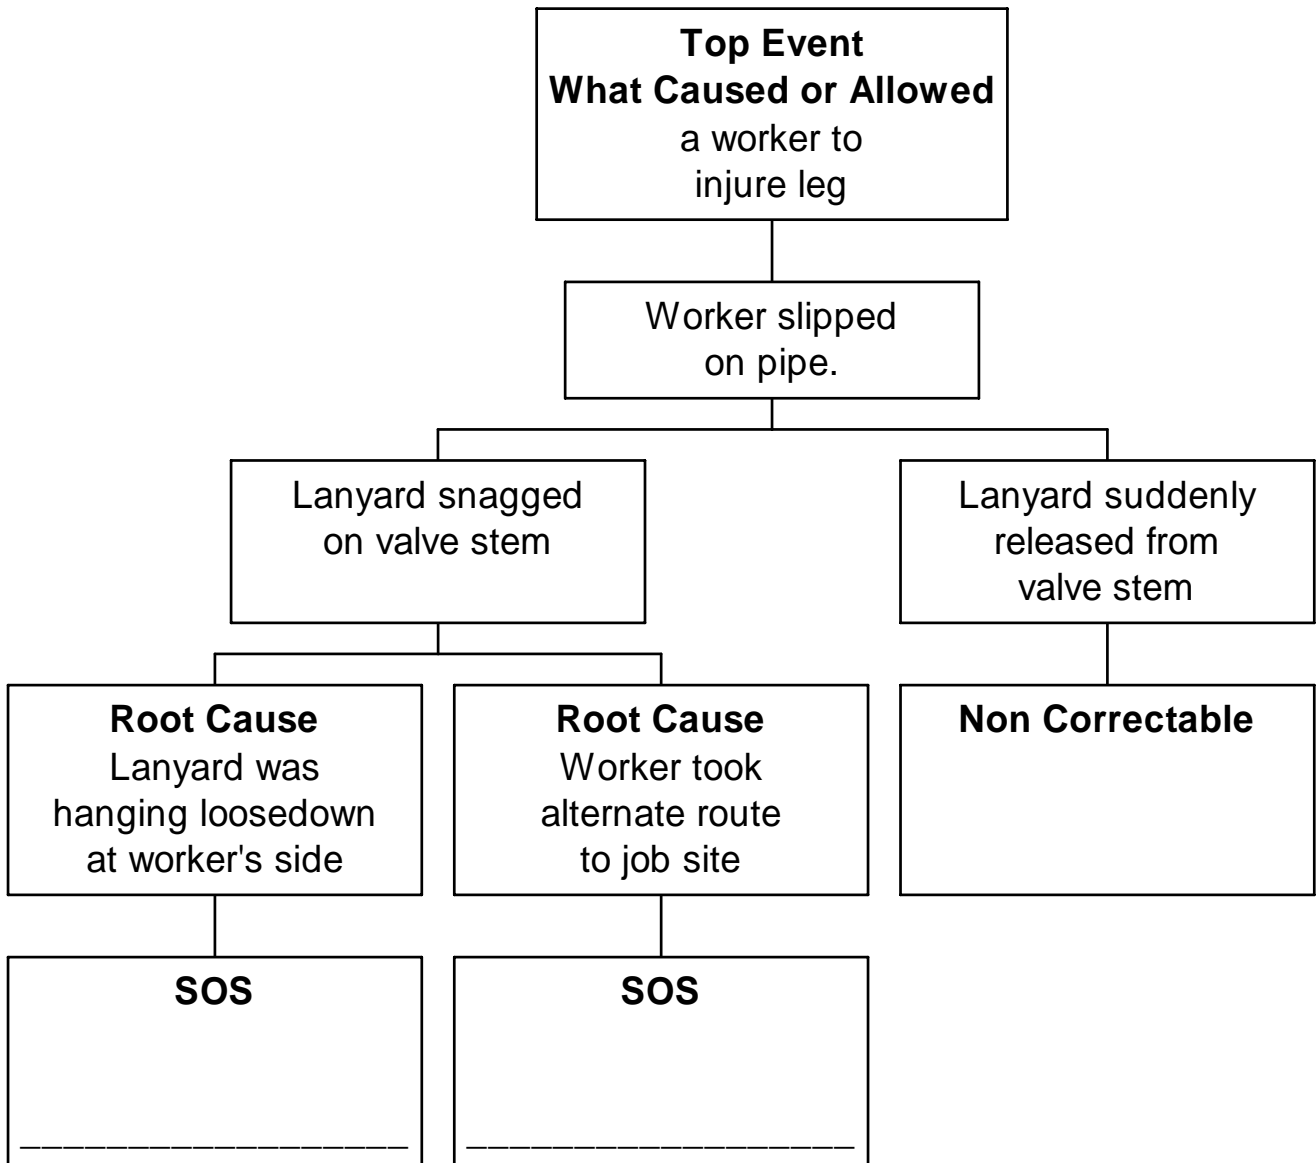 Top Event
What Caused or Allowed
a worker to
injure leg
Worker slipped
on pipe.
Lanyard snagged
on valve stem
Lanyard suddenly
released from
valve stem
Root Cause
Lanyard was
hanging loosedown
at worker's side
Root Cause
Worker took
alternate route
to job site
Non Correctable
SOS
__________________
SOS
__________________